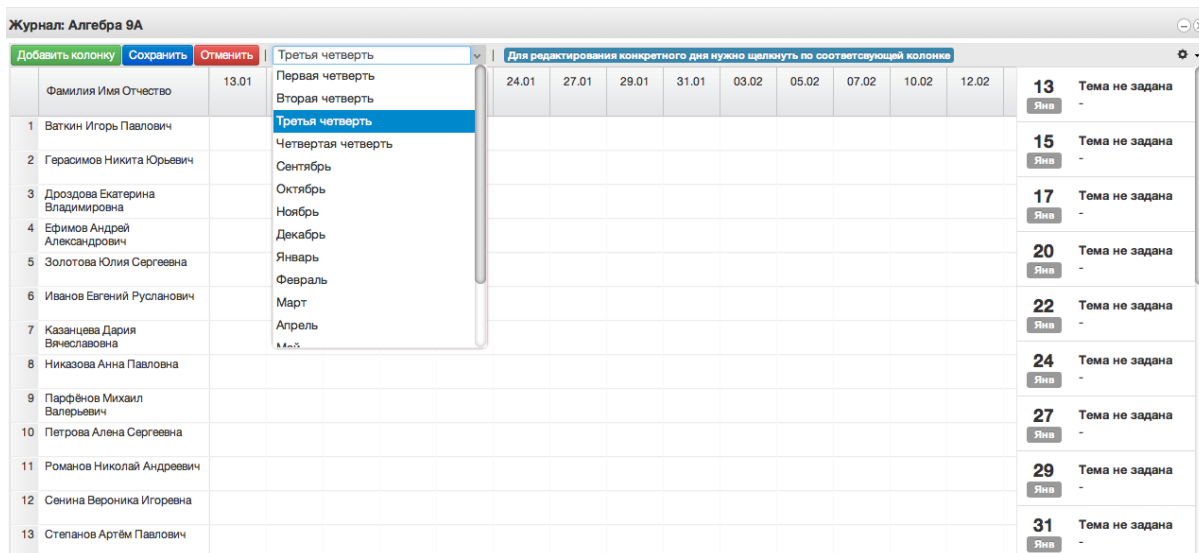 Журнал: Алгебра 9А
Добавить колонку Сохранить Отменить | Третья четверть | Для редактирования конкретного дня нужно щелкнуть по соответсвующей колонке
Фамилия Имя Отчество 13.01 24.01 27.01 29.01 31.01 03.02 05.02 07.02 10.02 12.02
Первая четверть
Вторая четверть
Третья четверть
Четвертая четверть
Сентябрь
Октябрь
Ноябрь
Декабрь
Январь
Февраль
Март
Апрель
Май
1 Ваткин Игорь Павлович
2 Герасимов Никита Юрьевич
3 Дроздова Екатерина
Владимировна
4 Ефимов Андрей
Александрович
5 Золотова Юлия Сергеевна
6 Иванов Евгений Русланович
7 Казанцева Дария
Вячеславовна
8 Никазова Анна Павловна
9 Парфёнов Михаил
Валерьевич
10 Петрова Алена Сергеевна
11 Романов Николай Андреевич
12 Сенина Вероника Игоревна
13 Степанов Артём Павлович
13 Тема не задана
Янв -
15 Тема не задана
Янв -
17 Тема не задана
Янв -
20 Тема не задана
Янв -
22 Тема не задана
Янв -
24 Тема не задана
Янв -
27 Тема не задана
Янв -
29 Тема не задана
Янв -
31 Тема не задана
Янв -